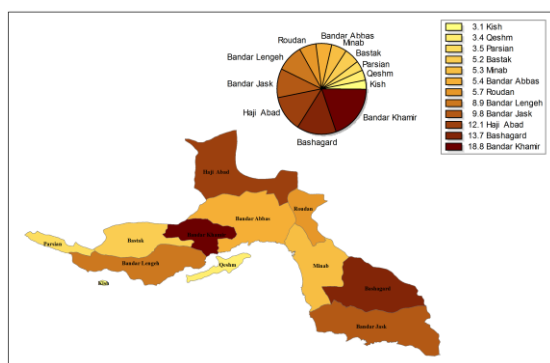 Bandar Abbas
Roudan
Minab
Bandar Lengeh
Bastak
Parsian
Qeshm
Bandar Jask
Kish
Haji Abad
Bandar Khamir
Bashagard
3.1 Kish
3.4 Qeshm
3.5 Parsian
5.2 Bastak
5.3 Minab
5.4 Bandar Abbas
5.7 Roudan
8.9 Bandar Lengeh
9.8 Bandar Jask
12.1 Haji Abad
13.7 Bashagard
18.8 Bandar Khamir
Haji Abad
Roudan
Bandar Abbas
Parsian
Bastak
Bandar Lengeh
Qeshm
Minab
Kish
Bashagard
Bandar Jask